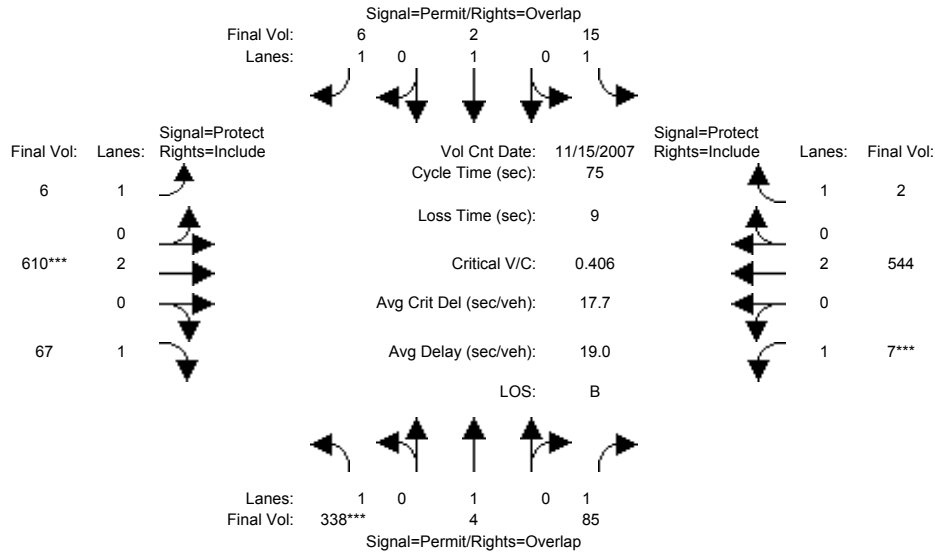 Signal=Permit/Rights=Overlap
Final Vol: 6 2 15
Lanes: 1 0 1 0 1
Signal=Protect Signal=Protect
Final Vol: Lanes: Rights=Include Vol Cnt Date: 11/15/2007 Rights=Include Lanes: Final Vol:
Cycle Time (sec): 75
6 1 1 2
Loss Time (sec): 9
0 0
610*** 2 Critical V/C: 0.406 2 544
0 Avg Crit Del (sec/veh): 17.7 0
67 1 Avg Delay (sec/veh): 19.0 1 7***
LOS: B
Lanes: 1 0 1 0 1
Final Vol: 338*** 4 85
Signal=Permit/Rights=Overlap